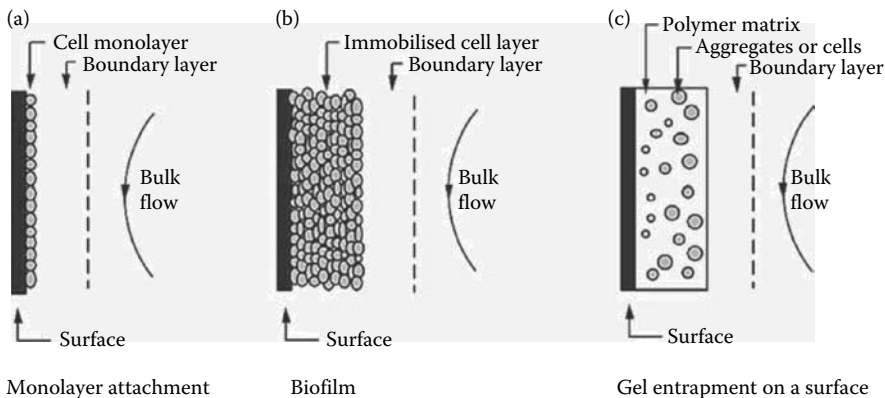 (a)
Cell monolayer
Boundary layer
Bulk
flow
Surface
Monolayer attachment
(b)
Immobilised cell layer
Boundary layer
Bulk
flow
Surface
Biofilm
(c)
Polymer matrix
Aggregates or cells
Boundary layer
Bulk
flow
Surface
Gel entrapment on a surface